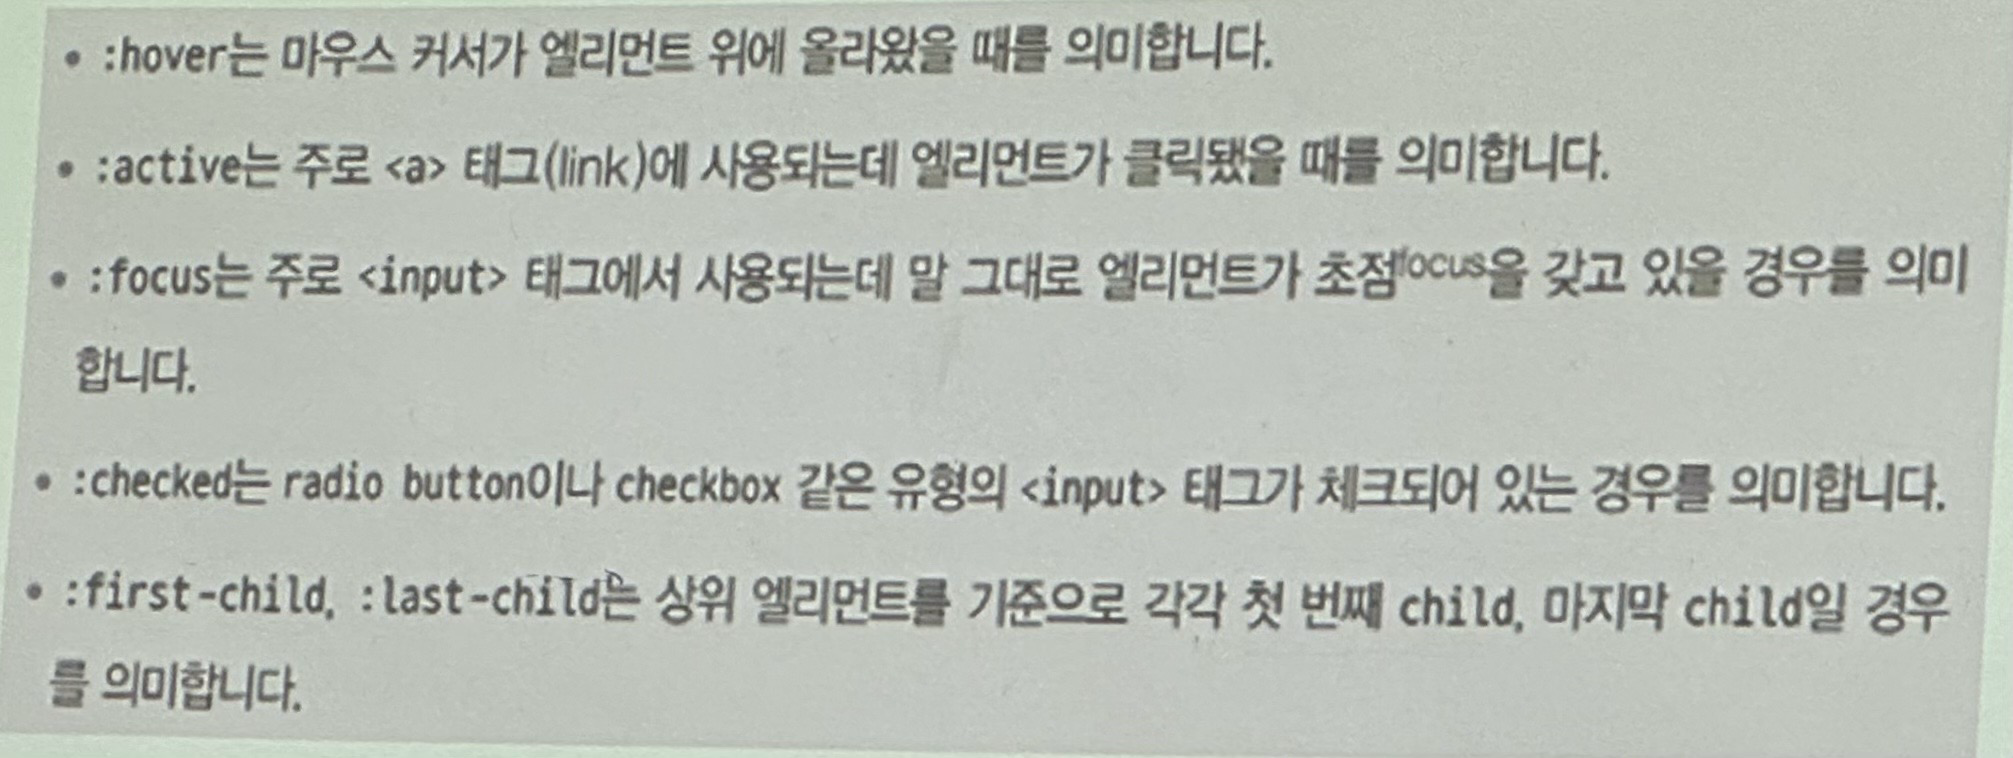 • :hover는 마우스 커서가 엘리먼트 위에 올라왔을 때를 의미합니다.
• :active는 주로 <a> 태그(link)에 사용되는데 엘리먼트가 클릭됐을 때를 의미합니다.
• :focus는 주로 <input> 태그에서 사용되는데 말 그대로 엘리먼트가 초점focus을 갖고 있을 경우를 의미
합니다.
• :checked는 radio button이나 checkbox 같은 유형의 <input> 태그가 체크되어 있는 경우를 의미합니다.
• :first-child, :last-child는 상위 엘리먼트를 기준으로 각각 첫 번째 child, 마지막 child일 경우
를 의미합니다.